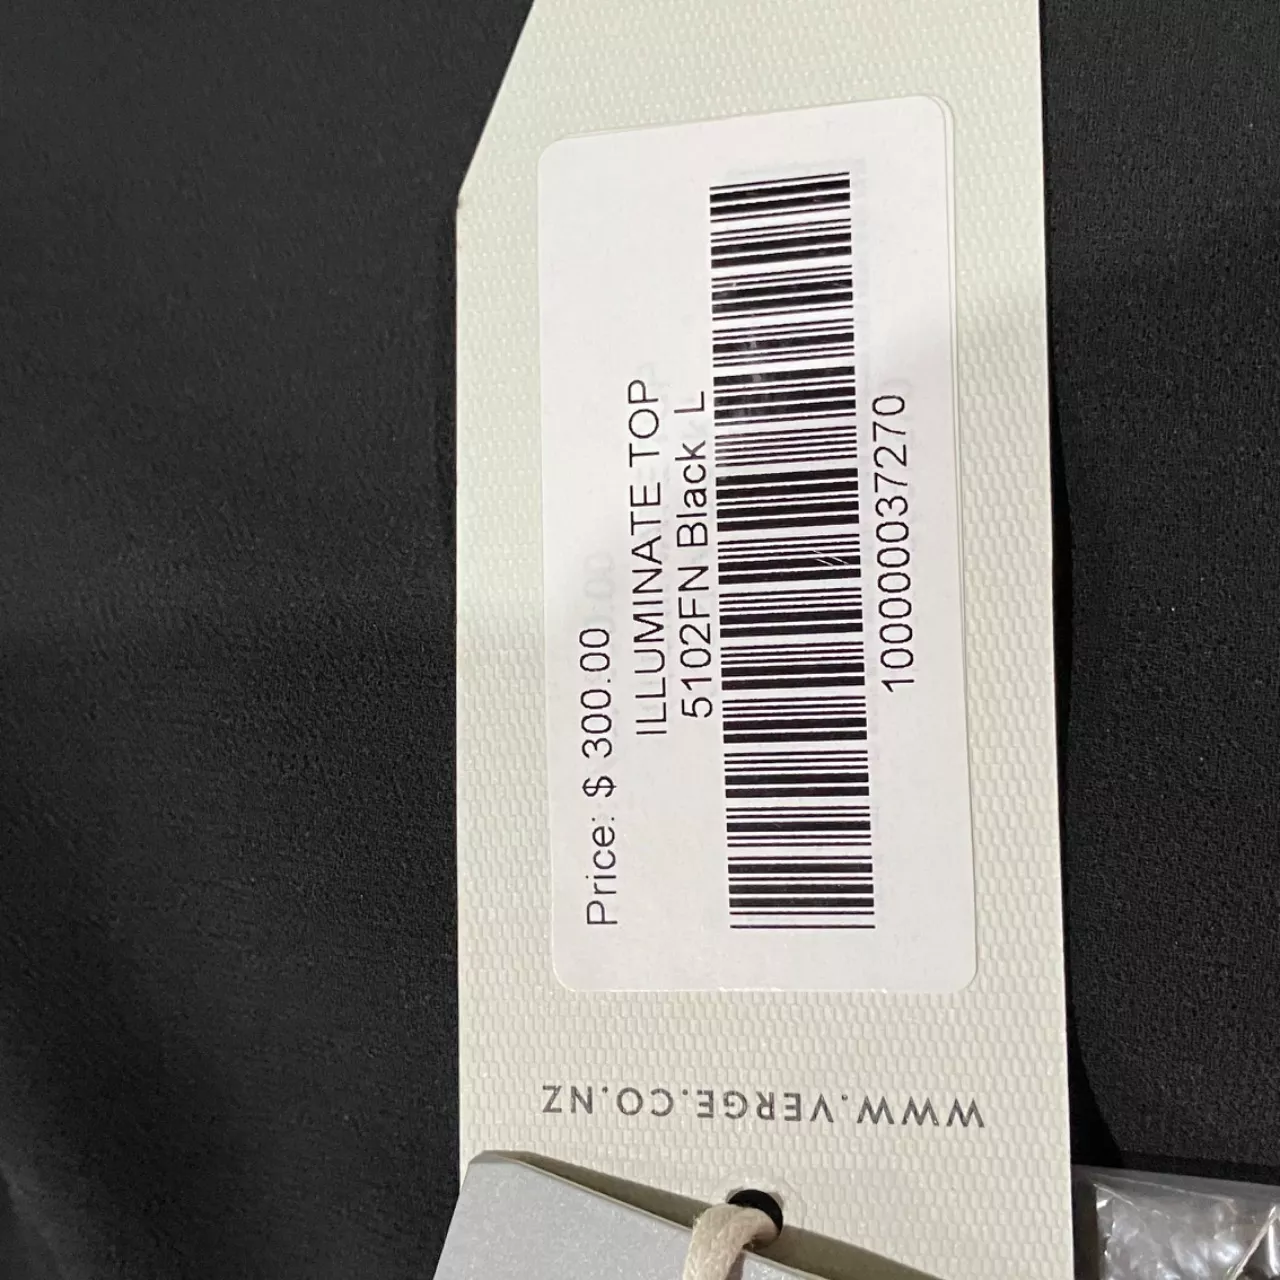 Price: $ 300.00
ILLUMINATE TOP
5102FN Black L
1000000037270
WWW.VERGE.CO.NZ